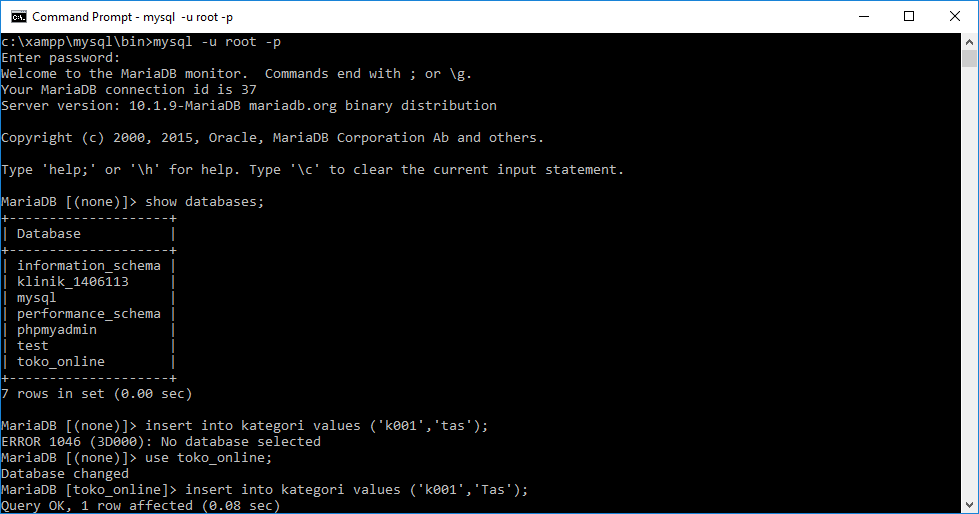 Command Prompt - mysql  -u root -p
c:\xampp\mysql\bin>mysql -u root -p
Enter password:
Welcome to the MariaDB monitor.  Commands end with ; or \g.
Your MariaDB connection id is 37
Server version: 10.1.9-MariaDB mariadb.org binary distribution
Copyright (c) 2000, 2015, Oracle, MariaDB Corporation Ab and others.
Type 'help;' or '\h' for help. Type '\c' to clear the current input statement.
MariaDB [(none)]> show databases;
+--------------------+
| Database           |
+--------------------+
| information_schema |
| klinik_1406113     |
| mysql              |
| performance_schema |
| phpmyadmin         |
| test               |
| toko_online        |
+--------------------+
7 rows in set (0.00 sec)
MariaDB [(none)]> insert into kategori values ('k001','tas');
ERROR 1046 (3D000): No database selected
MariaDB [(none)]> use toko_online;
Database changed
MariaDB [toko_online]> insert into kategori values ('k001','Tas');
Query OK, 1 row affected (0.08 sec)